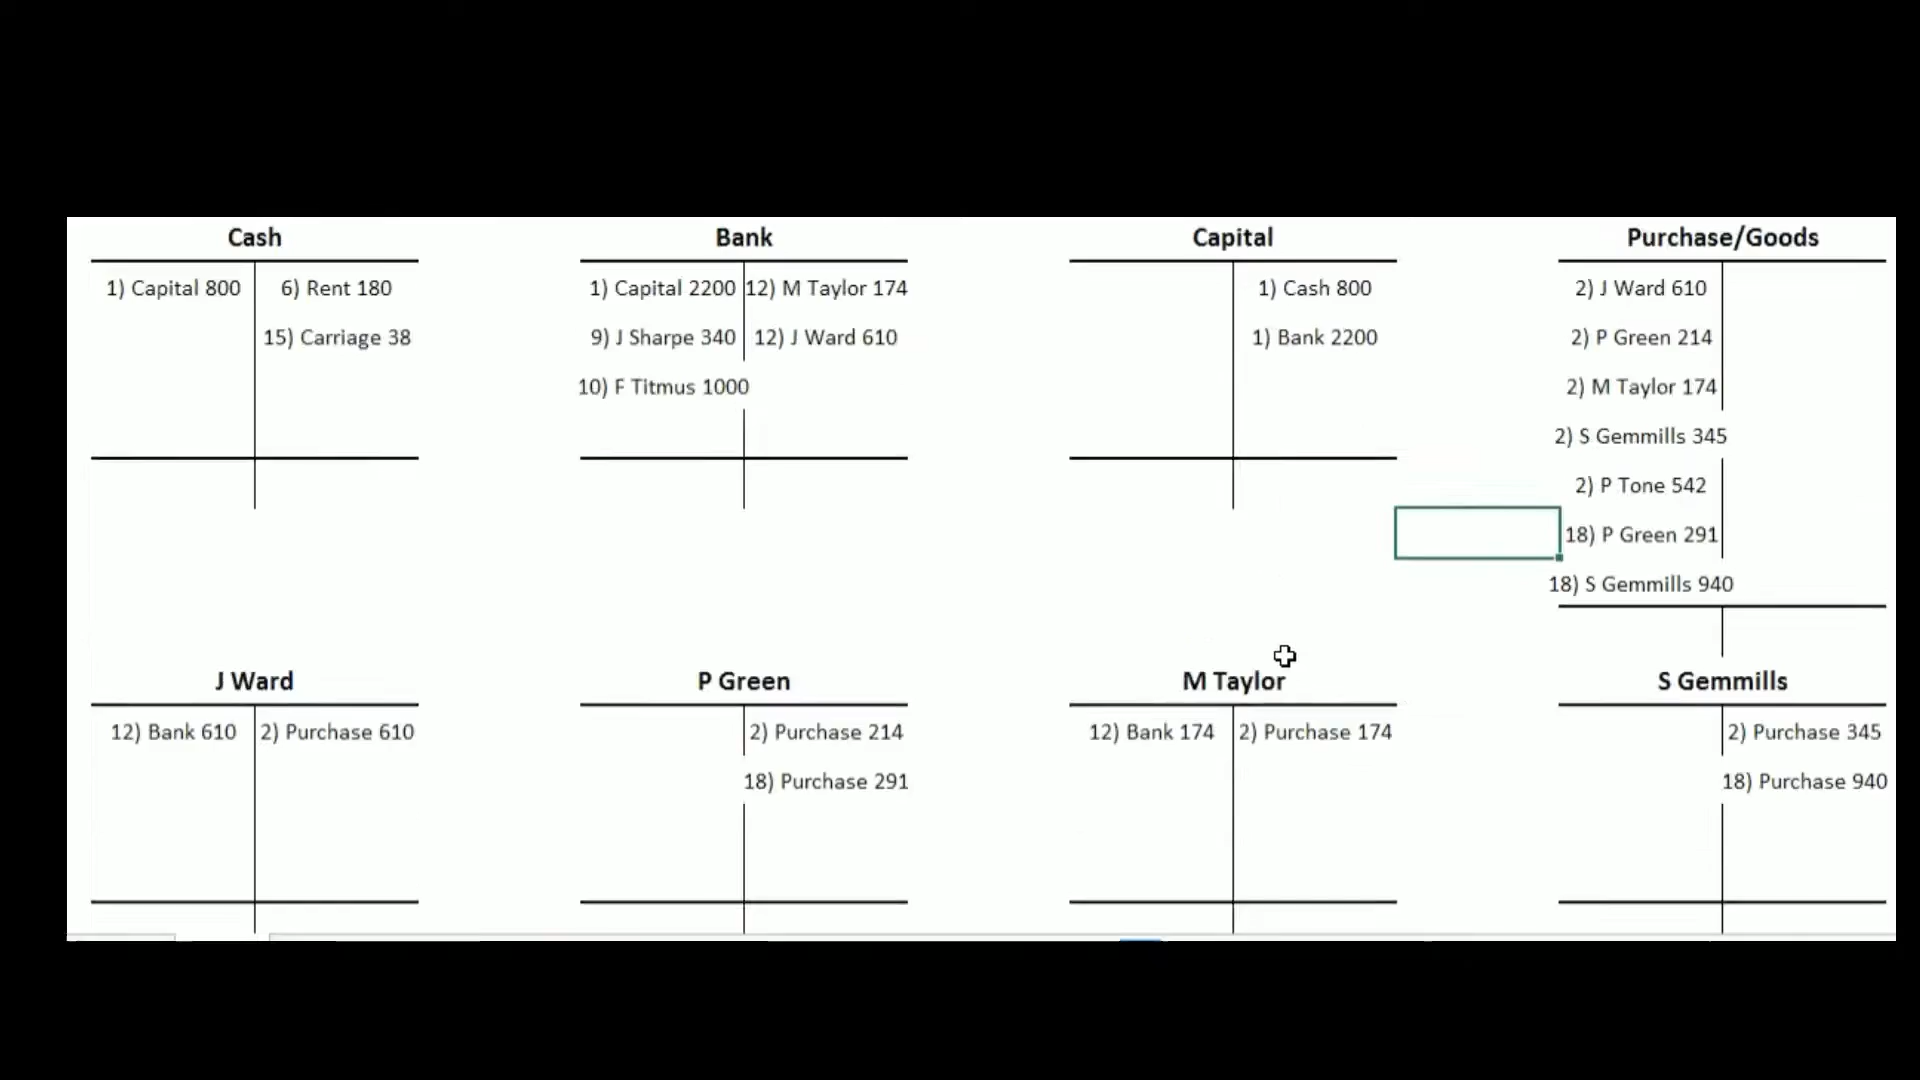 Cash
1) Capital 800
6) Rent 180
15) Carriage 38
Bank
1) Capital 2200
12) M Taylor 174
9) J Sharpe 340
12) J Ward 610
10) F Titmus 1000
Capital
1) Cash 800
1) Bank 2200
Purchase/Goods
2) J Ward 610
2) P Green 214
2) M Taylor 174
2) S Gemmills 345
2) P Tone 542
18) P Green 291
18) S Gemmills 940
J Ward
12) Bank 610
2) Purchase 610
P Green
2) Purchase 214
18) Purchase 291
M Taylor
12) Bank 174
2) Purchase 174
S Gemmills
2) Purchase 345
18) Purchase 940